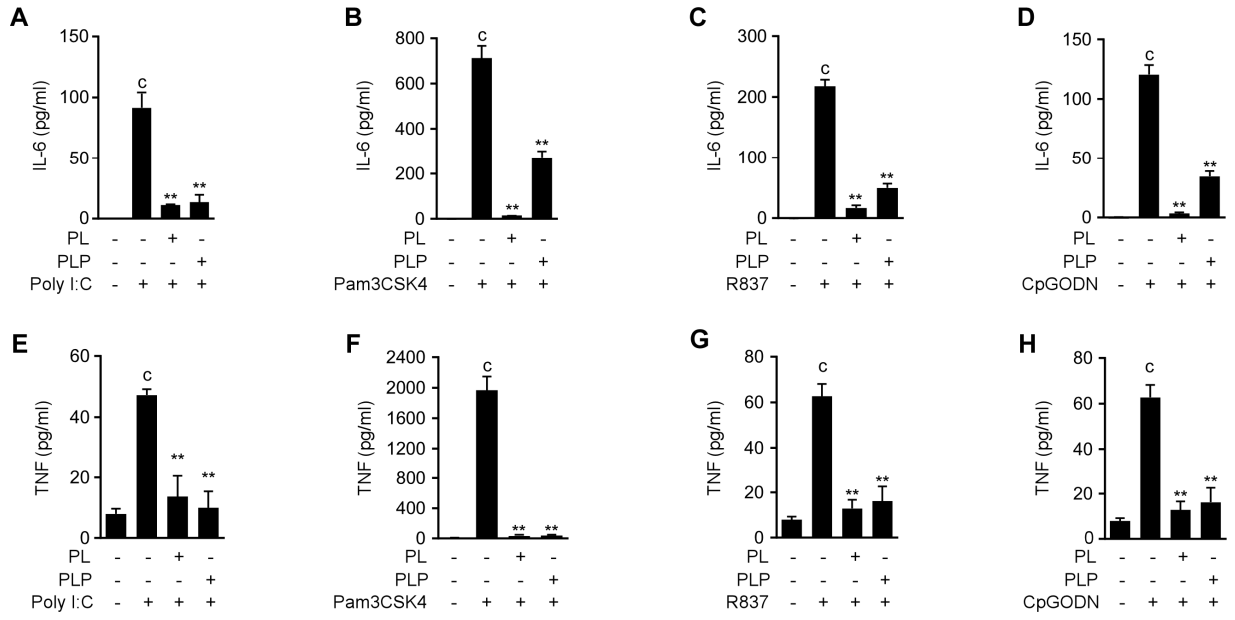 A
150
100
50
0
IL-6 (pg/ml)
C
**
**
PL - - + -
PLP - - - +
Poly I:C - + + +
B
800
600
400
200
0
IL-6 (pg/ml)
C
**
**
PL - - + -
PLP - - - +
Pam3CSK4 - + + +
C
300
200
100
0
IL-6 (pg/ml)
C
**
**
PL - - + -
PLP - - - +
R837 - + + +
D
150
100
50
0
IL-6 (pg/ml)
C
**
**
PL - - + -
PLP - - - +
CpGODN - + + +
E
60
40
20
0
TNF (pg/ml)
C
**
**
PL - - + -
PLP - - - +
Poly I:C - + + +
F
2400
2000
1600
1200
800
400
0
TNF (pg/ml)
C
**
**
PL - - + -
PLP - - - +
Pam3CSK4 - + + +
G
80
60
40
20
0
TNF (pg/ml)
C
**
**
PL - - + -
PLP - - - +
R837 - + + +
H
80
60
40
20
0
TNF (pg/ml)
C
**
**
PL - - + -
PLP - - - +
CpGODN - + + +